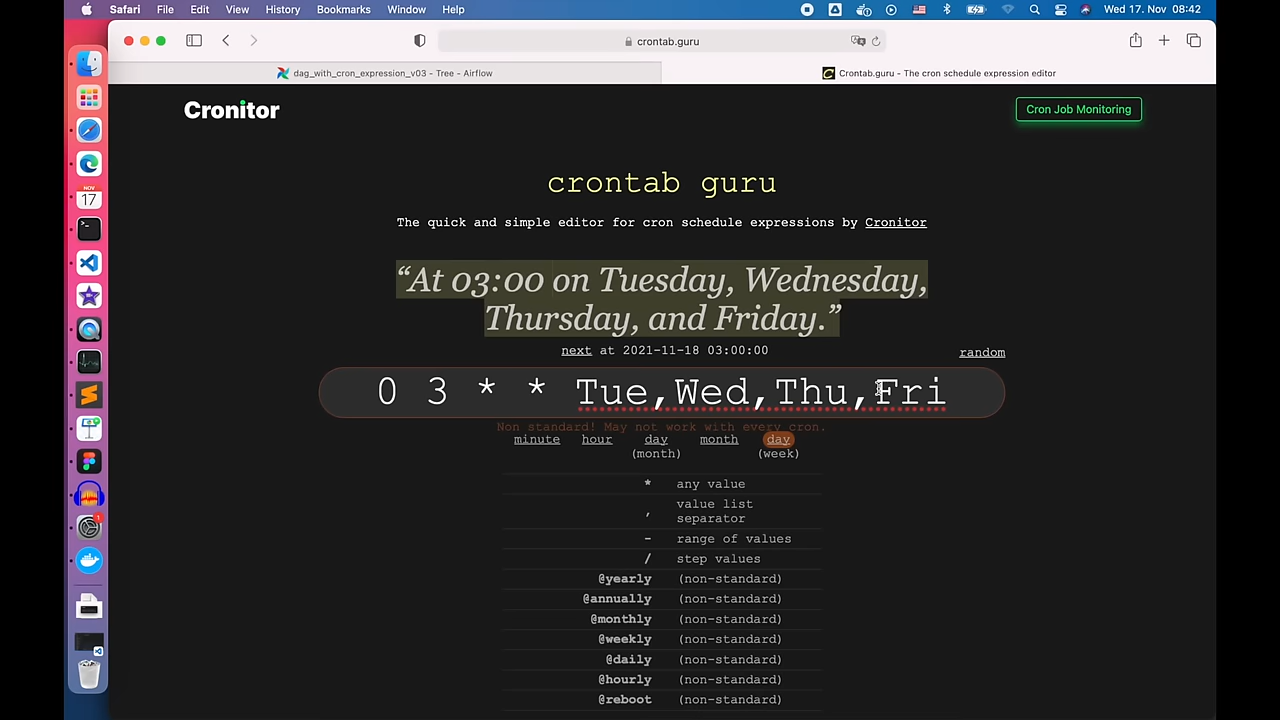 Safari File Edit View History Bookmarks Window Help Wed 17. Nov 08:42
crontab.guru
dag_with_cron_expression_v03 - Tree - Airflow
Crontab.guru - The cron schedule expression editor
Cronitor
Cron Job Monitoring
crontab guru
The quick and simple editor for cron schedule expressions by Cronitor
“At 03:00 on Tuesday, Wednesday,
Thursday, and Friday.”
next at 2021-11-18 03:00:00
random
0 3 * * Tue,Wed,Thu,Fri
Non standard! May not work with every cron.
minute hour day month day
(month) (week)
* any value
, value list
separator
- range of values
/ step values
@yearly (non-standard)
@annually (non-standard)
@monthly (non-standard)
@weekly (non-standard)
@daily (non-standard)
@hourly (non-standard)
@reboot (non-standard)
NOV
17
1